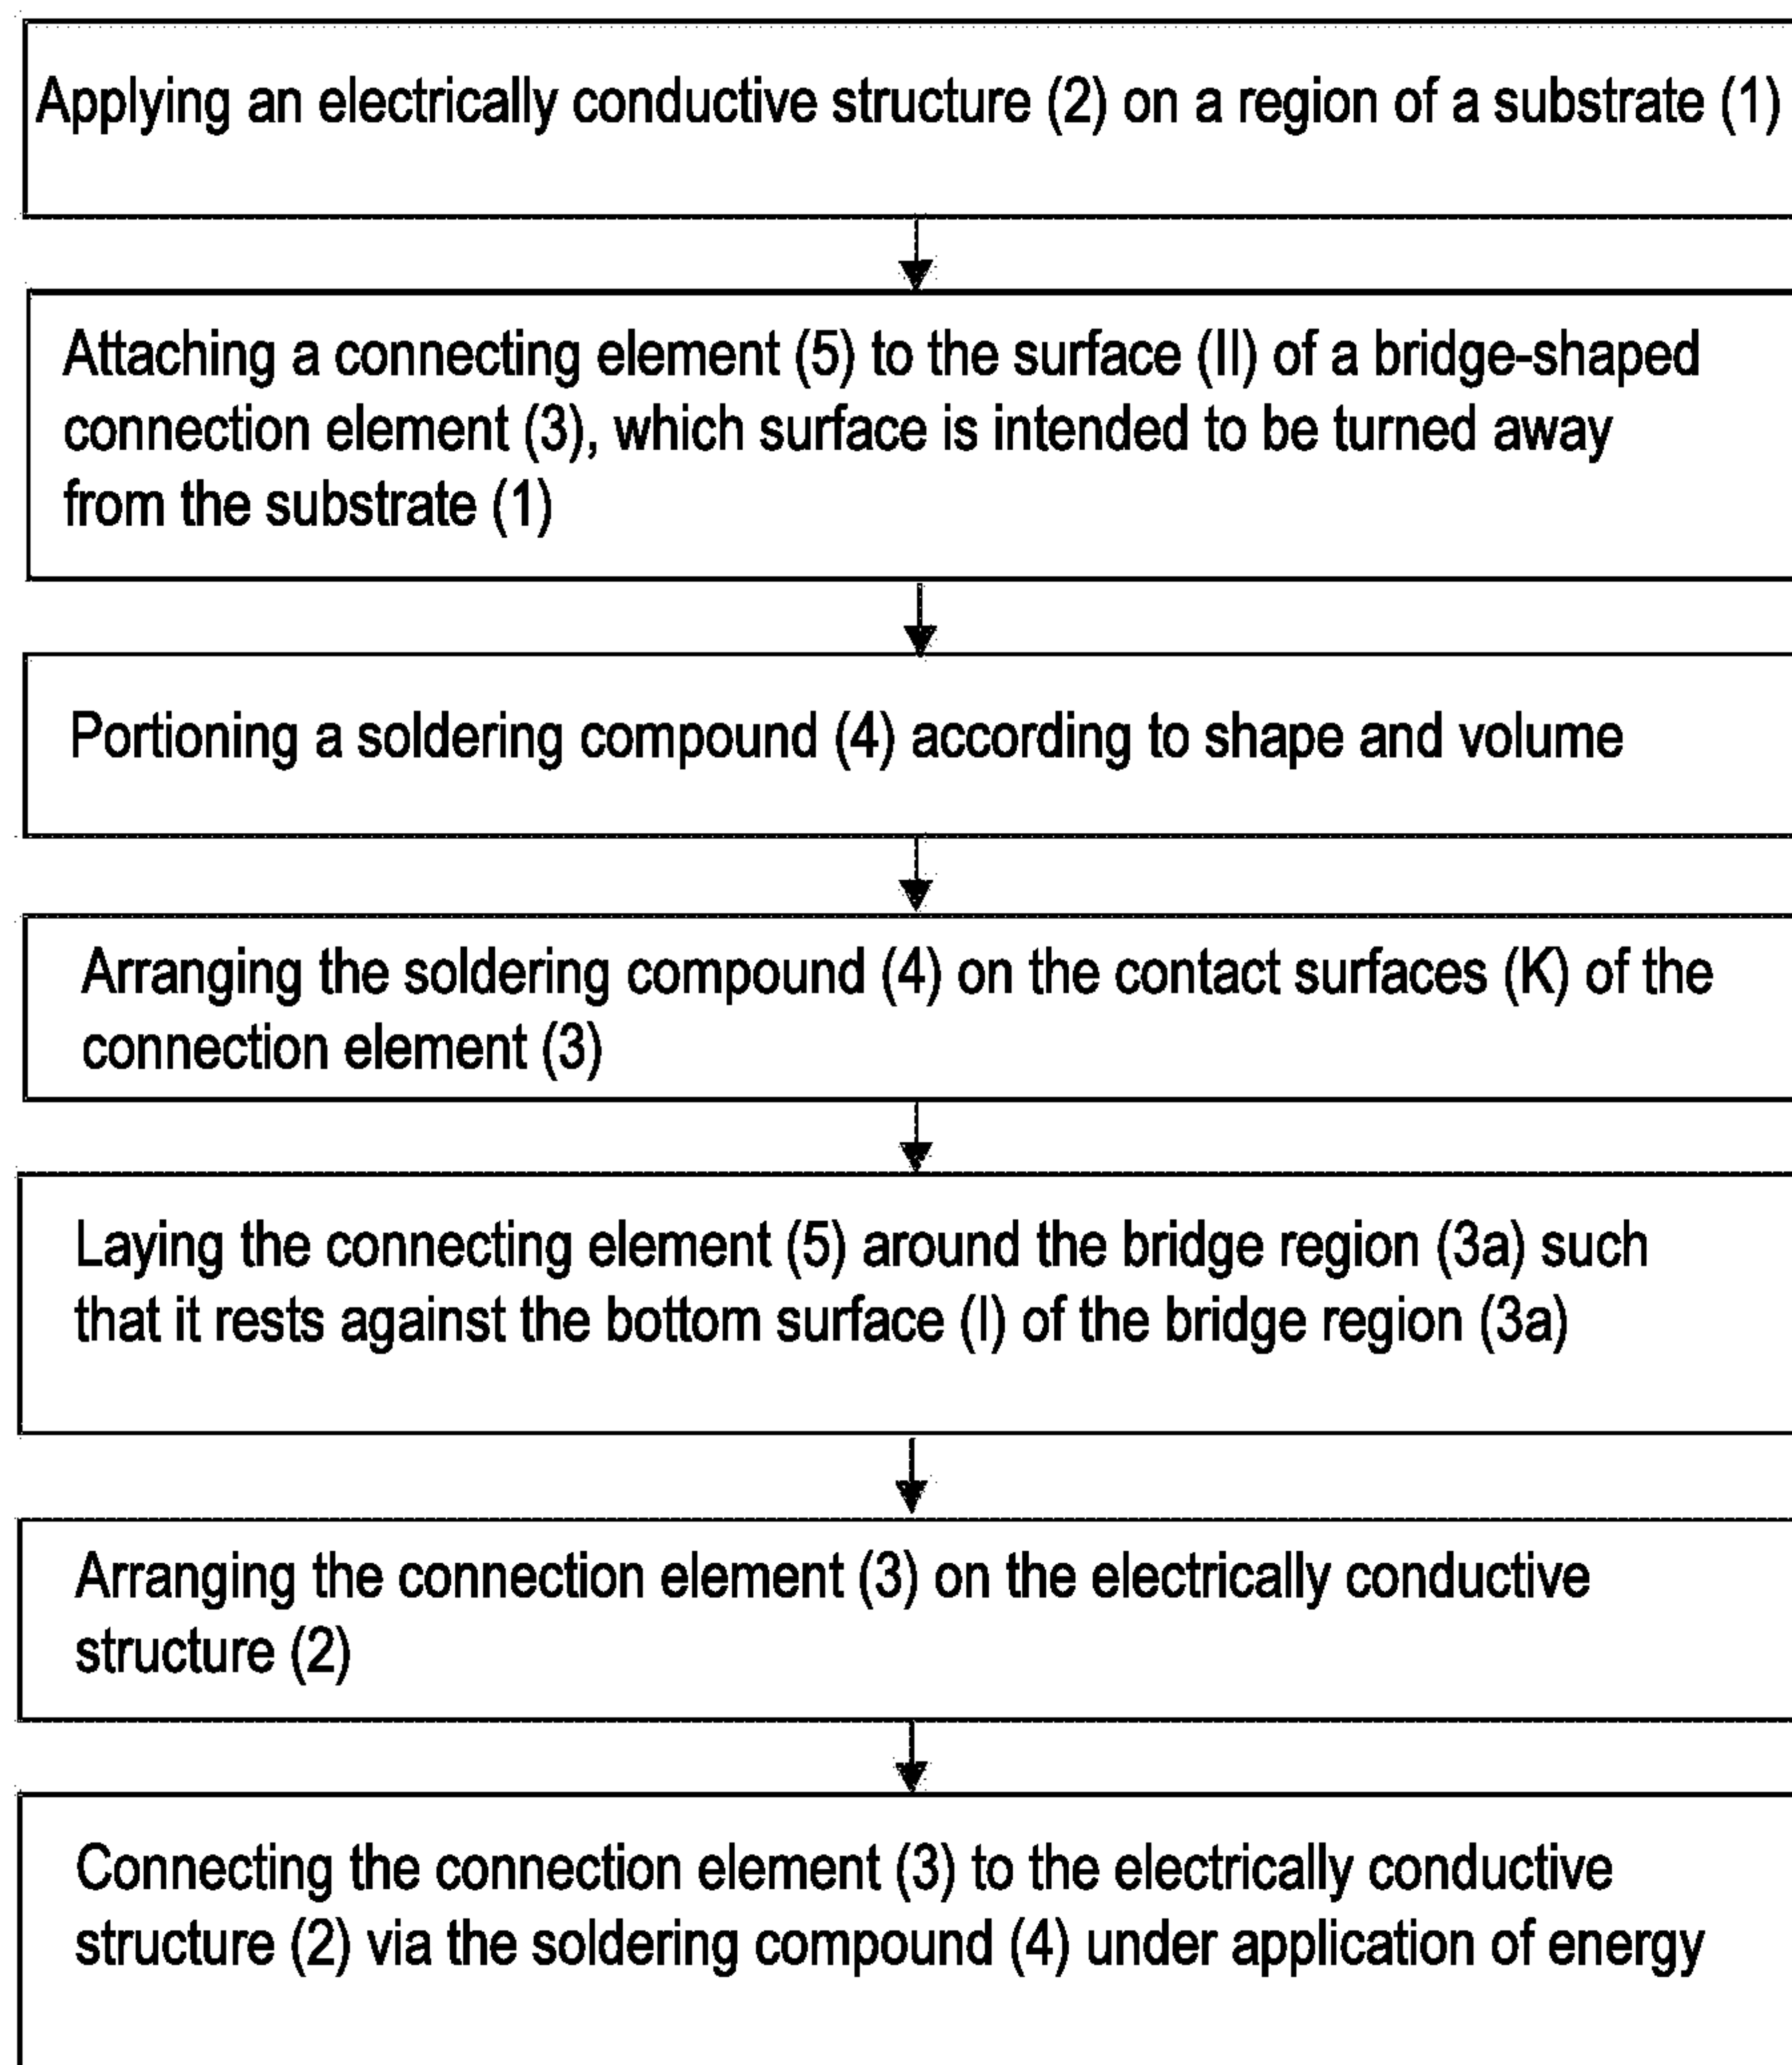 Applying an electrically conductive structure (2) on a region of a substrate (1)
Attaching a connecting element (5) to the surface (II) of a bridge-shaped
connection element (3), which surface is intended to be turned away
from the substrate (1)
Portioning a soldering compound (4) according to shape and volume
Arranging the soldering compound (4) on the contact surfaces (K) of the
connection element (3)
Laying the connecting element (5) around the bridge region (3a) such
that it rests against the bottom surface (I) of the bridge region (3a)
Arranging the connection element (3) on the electrically conductive
structure (2)
Connecting the connection element (3) to the electrically conductive
structure (2) via the soldering compound (4) under application of energy